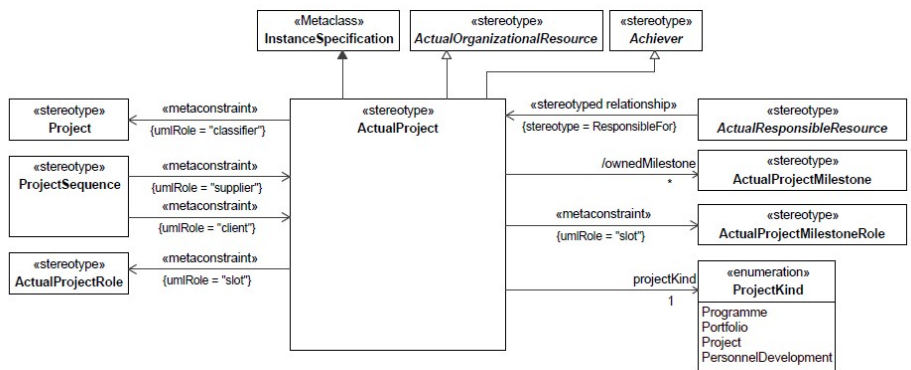 «Metaclass»
InstanceSpecification
«stereotype»
ActualOrganizationalResource
«stereotype»
Achiever
«stereotype»
Project
«metaconstraint»
{umlRole = "classifier"}
«stereotype»
ActualProject
«stereotyped relationship»
{stereotype = ResponsibleFor}
«stereotype»
ActualResponsibleResource
«stereotype»
ProjectSequence
«metaconstraint»
{umlRole = "supplier"}
«metaconstraint»
{umlRole = "client"}
/ownedMilestone
*
«stereotype»
ActualProjectMilestone
«metaconstraint»
{umlRole = "slot"}
«stereotype»
ActualProjectMilestoneRole
«stereotype»
ActualProjectRole
«metaconstraint»
{umlRole = "slot"}
projectKind
1
«enumeration»
ProjectKind
Programme
Portfolio
Project
PersonnelDevelopment